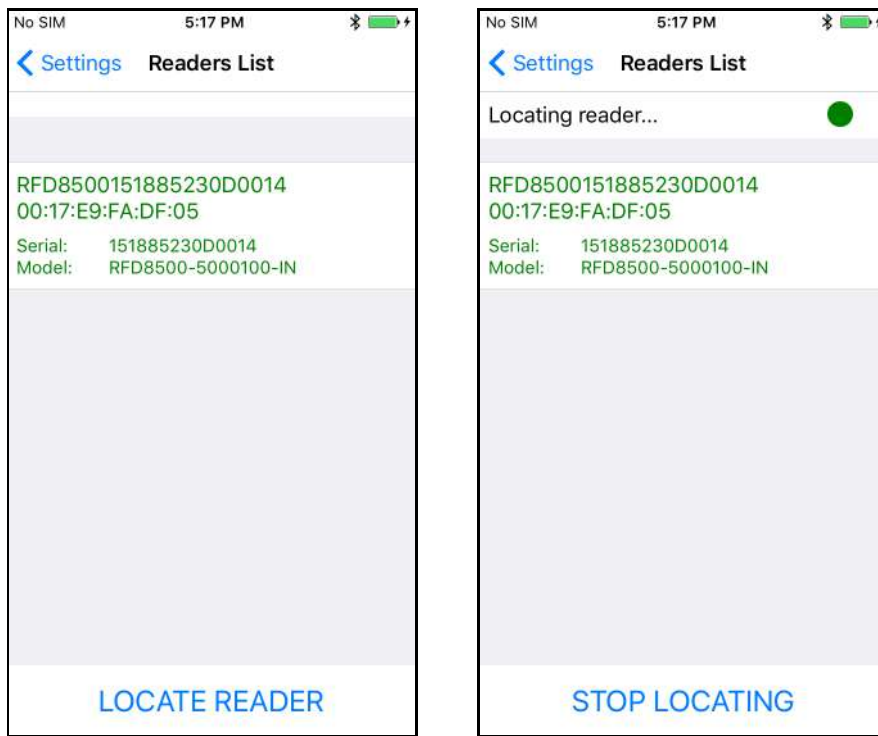 No SIM 5:17 PM
Settings Readers List
RFD8500151885230D0014
00:17:E9:FA:DF:05
Serial: 151885230D0014
Model: RFD8500-5000100-IN
LOCATE READER
No SIM 5:17 PM
Settings Readers List
Locating reader...
RFD8500151885230D0014
00:17:E9:FA:DF:05
Serial: 151885230D0014
Model: RFD8500-5000100-IN
STOP LOCATING